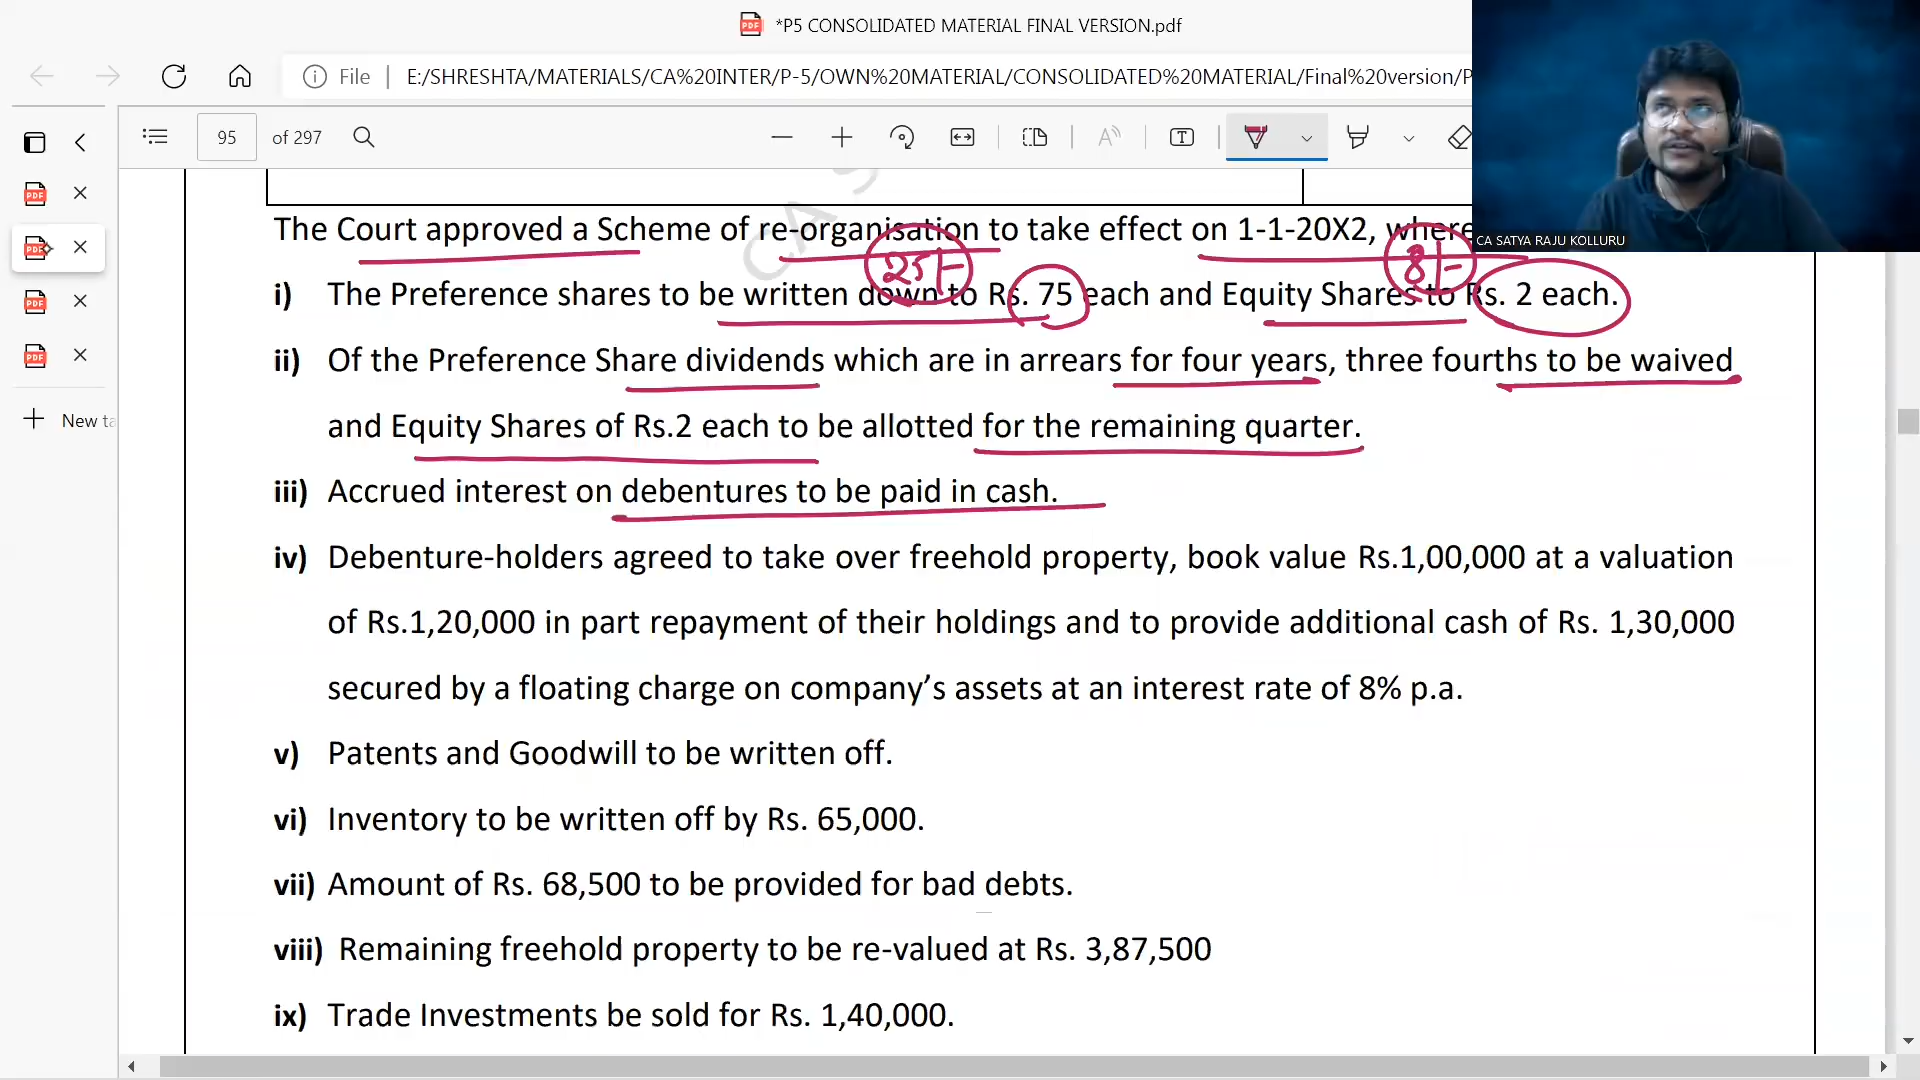 *P5 CONSOLIDATED MATERIAL FINAL VERSION.pdf
File
E:/SHRESHTA/MATERIALS/CA%20INTER/P-5/OWN%20MATERIAL/CONSOLIDATED%20MATERIAL/Final%20version/P
95 of 297
New ta
CA SATYA RAJU KOLLURU
CA S
The Court approved a Scheme of re-organisation to take effect on 1-1-20X2, where
25/- 8/-
i) The Preference shares to be written down to Rs. 75 each and Equity Shares to Rs. 2 each.
ii) Of the Preference Share dividends which are in arrears for four years, three fourths to be waived
and Equity Shares of Rs.2 each to be allotted for the remaining quarter.
iii) Accrued interest on debentures to be paid in cash.
iv) Debenture-holders agreed to take over freehold property, book value Rs.1,00,000 at a valuation
of Rs.1,20,000 in part repayment of their holdings and to provide additional cash of Rs. 1,30,000
secured by a floating charge on company’s assets at an interest rate of 8% p.a.
v) Patents and Goodwill to be written off.
vi) Inventory to be written off by Rs. 65,000.
vii) Amount of Rs. 68,500 to be provided for bad debts.
viii) Remaining freehold property to be re-valued at Rs. 3,87,500
ix) Trade Investments be sold for Rs. 1,40,000.